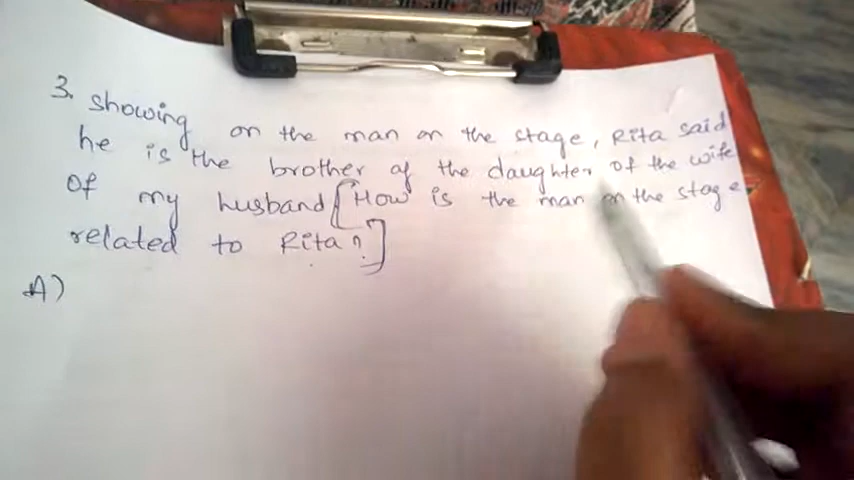 3. showing on the man on the stage, Rita said
he is the brother of the daughter of the wife
of my husband [How is the man on the stage
related to Rita?]
A)